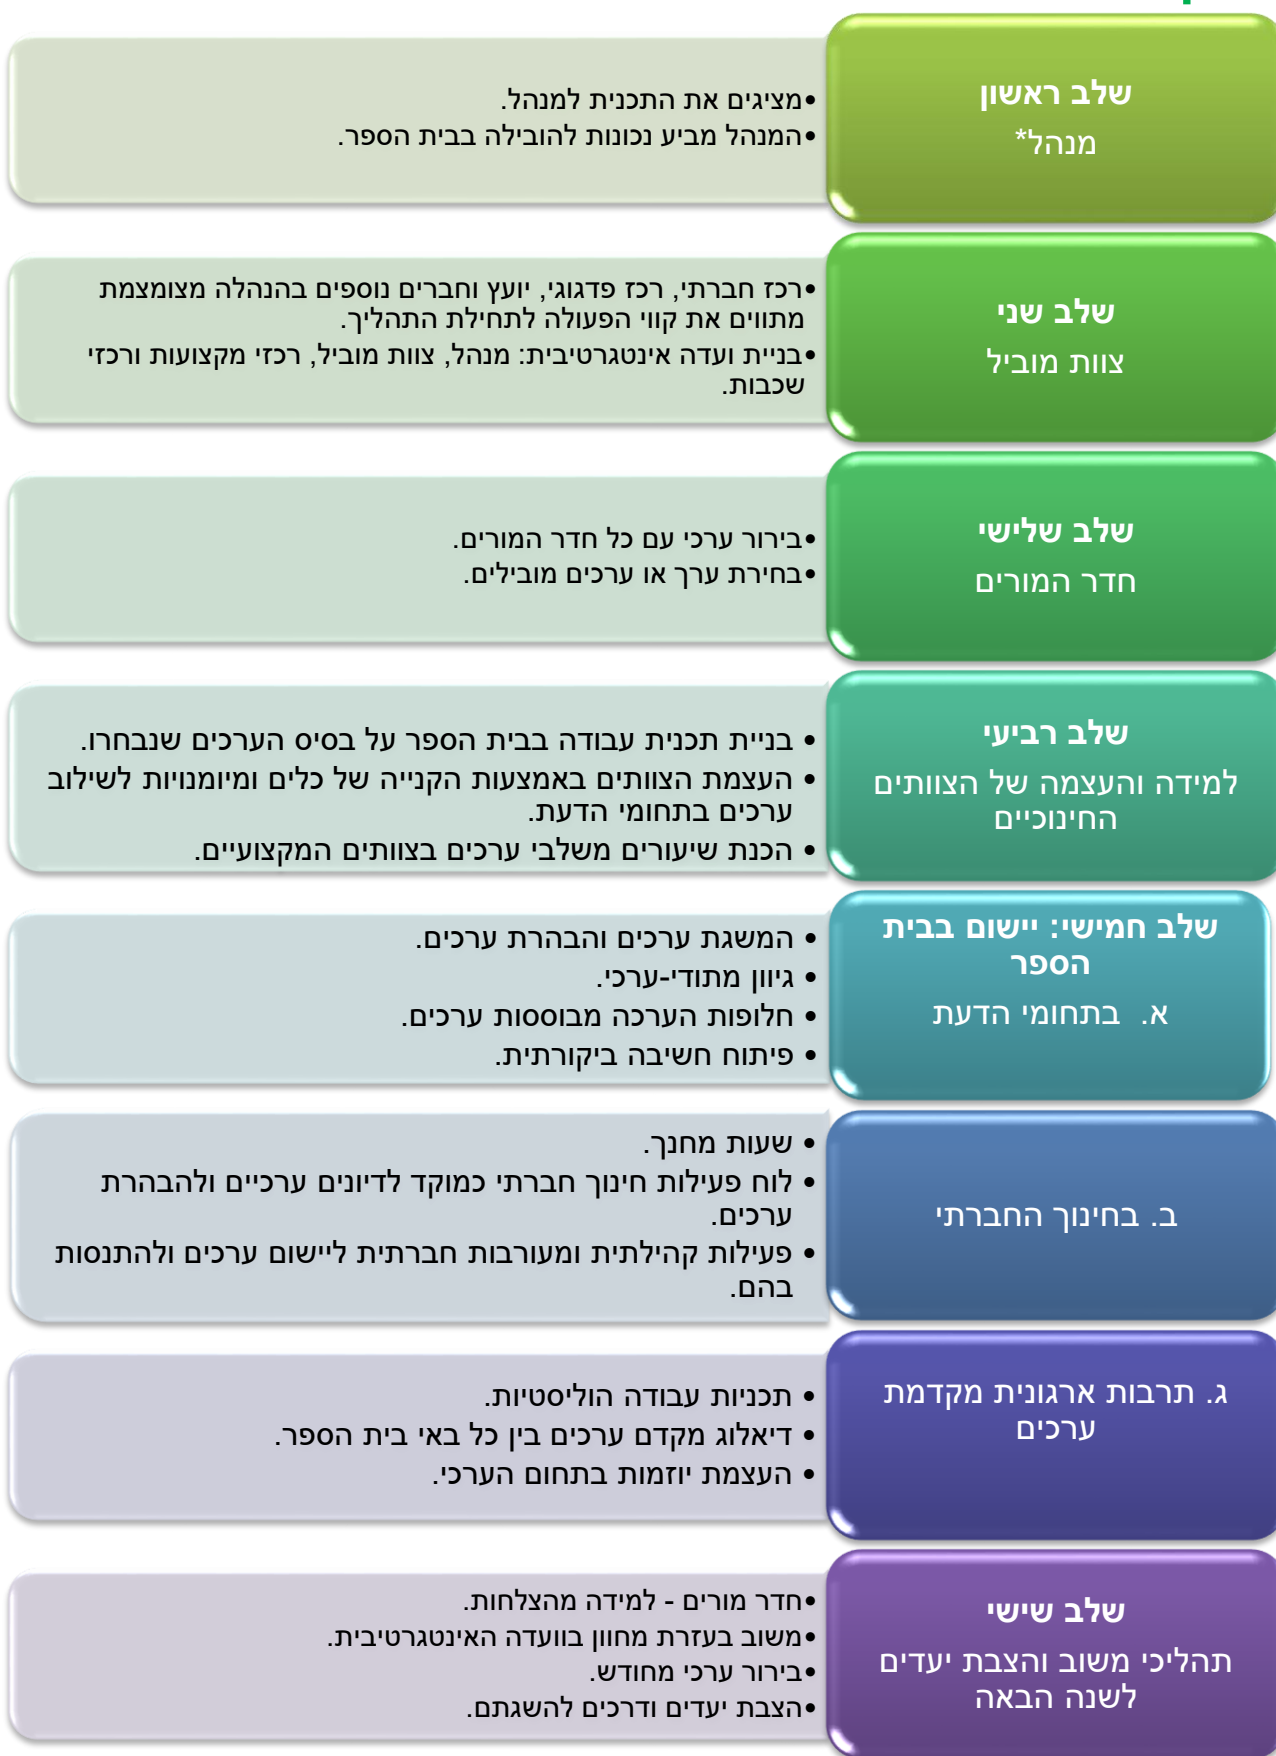 שלב ראשון
מנהל*
•מציגים את התכנית למנהל.
•המנהל מביע נכונות להובילה בבית הספר.
שלב שני
צוות מוביל
•רכז חברתי, רכז פדגוגי, יועץ וחברים נוספים בהנהלה מצומצמת
מתווים את קווי הפעולה לתחילת התהליך.
•בניית ועדה אינטגרטיבית: מנהל, צוות מוביל, רכזי מקצועות ורכזי
שכבות.
שלב שלישי
חדר המורים
•בירור ערכי עם כל חדר המורים.
•בחירת ערך או ערכים מובילים.
שלב רביעי
למידה והעצמה של הצוותים
החינוכיים
• בניית תכנית עבודה בבית הספר על בסיס הערכים שנבחרו.
• העצמת הצוותים באמצעות הקנייה של כלים ומיומנויות לשילוב
ערכים בתחומי הדעת.
• הכנת שיעורים משלבי ערכים בצוותים המקצועיים.
שלב חמישי: יישום בבית
הספר
א. בתחומי הדעת
• המשגת ערכים והבהרת ערכים.
• גיוון מתודי-ערכי.
• חלופות הערכה מבוססות ערכים.
• פיתוח חשיבה ביקורתית.
ב. בחינוך החברתי
• שעות מחנך.
• לוח פעילות חינוך חברתי כמוקד לדיונים ערכיים ולהבהרת
ערכים.
• פעילות קהילתית ומעורבות חברתית ליישום ערכים ולהתנסות
בהם.
ג. תרבות ארגונית מקדמת
ערכים
• תכניות עבודה הוליסטיות.
• דיאלוג מקדם ערכים בין כל באי בית הספר.
• העצמת יוזמות בתחום הערכי.
שלב שישי
תהליכי משוב והצבת יעדים
לשנה הבאה
•חדר מורים - למידה מהצלחות.
•משוב בעזרת מחוון בוועדה האינטגרטיבית.
•בירור ערכי מחודש.
•הצבת יעדים ודרכים להשגתם.